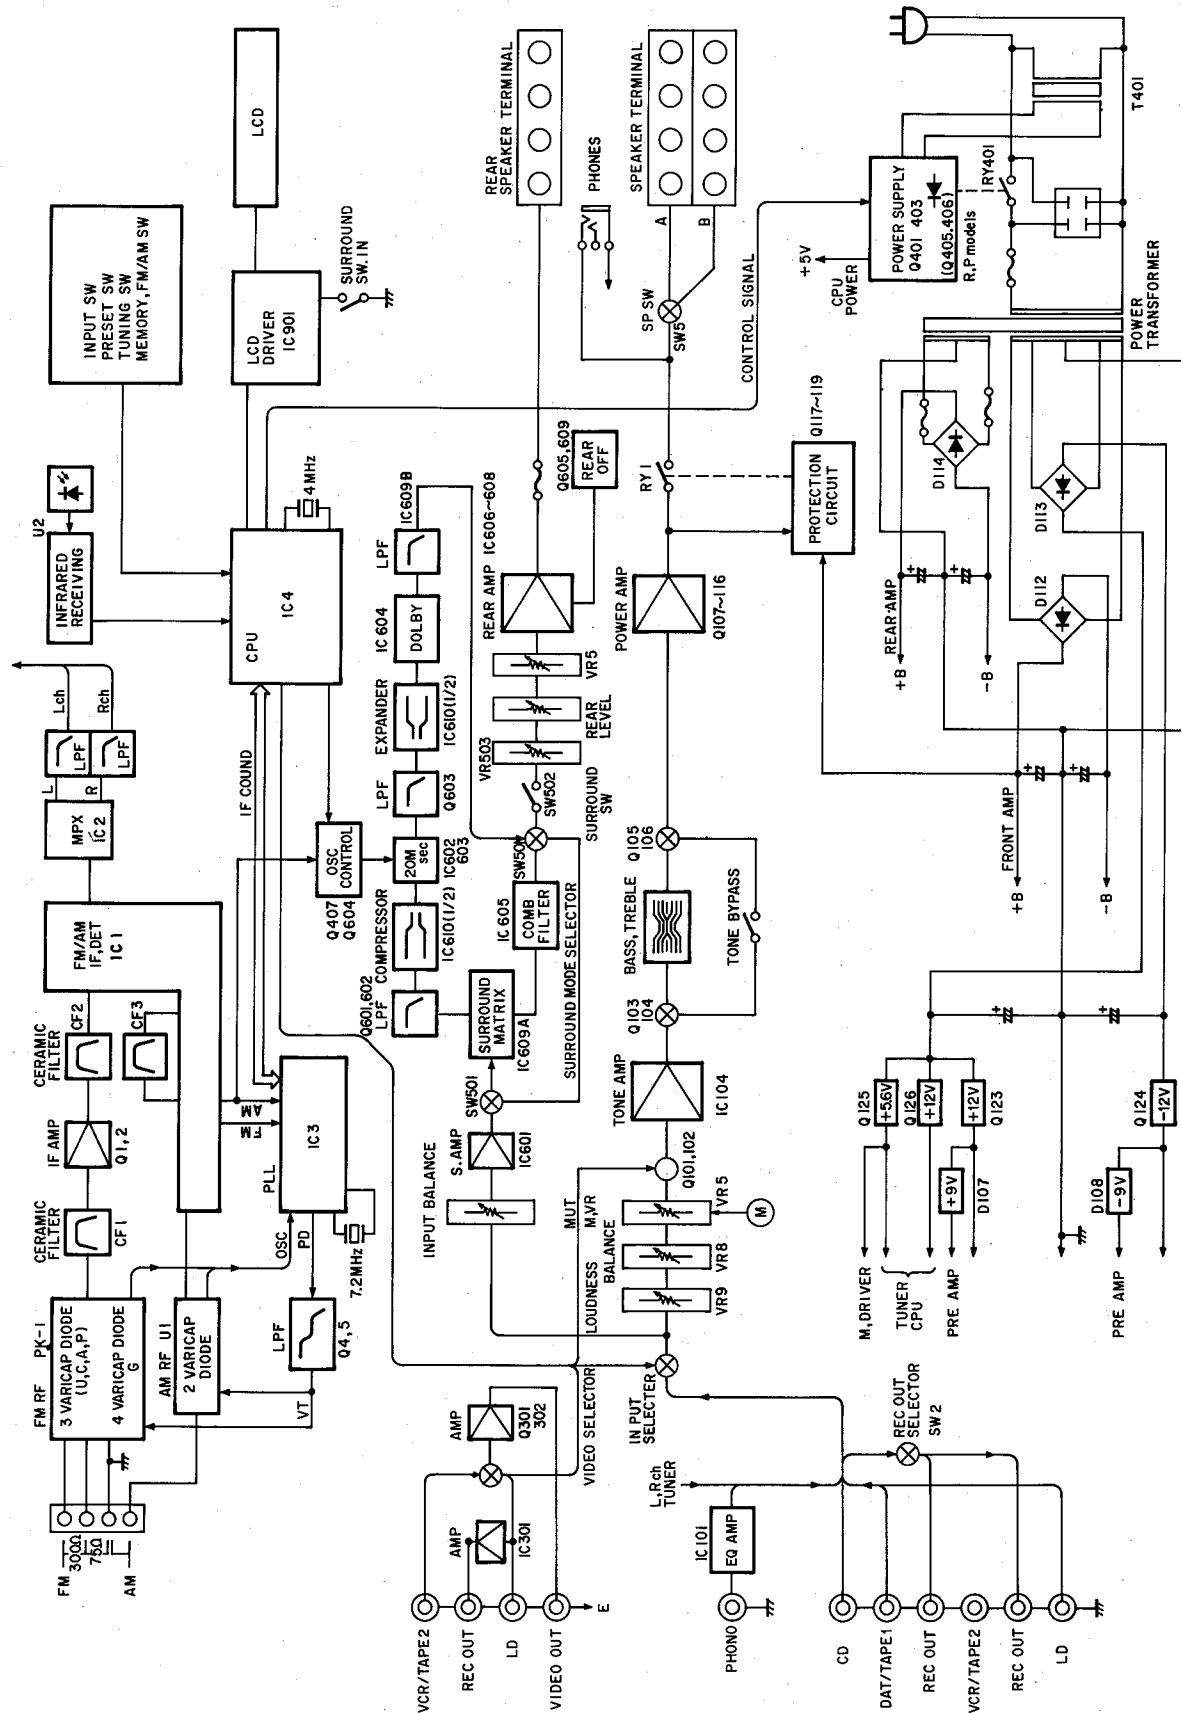 FM
300Ω
75Ω
AM
FM RF PK-1
3 VARICAP DIODE
(U,C,A,P)
4 VARICAP DIODE
G
AM RF U1
2 VARICAP
DIODE
VT
LPF
Q4,5
OSC
PD
7.2MHz
CERAMIC
FILTER
CF1
IF AMP
Q1,2
CERAMIC
FILTER
CF2
CF3
FM/AM
IF,DET
IC1
AM
FM
PLL
IC3
MPX
IC2
L
R
LPF
LPF
Lch
Rch
IF COUND
INFRARED
RECEIVING
U2
CPU
IC4
4MHz
INPUT SW
PRESET SW
TUNING SW
MEMORY,FM/AM SW
LCD
DRIVER
IC901
LCD
SURROUND
SW.IN
OSC
CONTROL
Q407
Q604
Q601,602
LPF
COMPRESSOR
IC610(1/2)
20M
sec
IC602
603
LPF
Q603
EXPANDER
IC610(1/2)
IC604
DOLBY
LPF
IC609B
VCR/TAPE2
REC OUT
LD
VIDEO OUT
E
AMP
IC301
AMP
Q301
302
VIDEO SELECTOR
INPUT BALANCE
S.AMP
IC601
SW501
SURROUND
MATRIX
IC609A
SURROUND MODE SELECTOR
IC605
COMB
FILTER
SW501
SW502
SURROUND
SW
VR503
REAR
LEVEL
VR5
REAR AMP
IC606~608
Q605,609
REAR
OFF
REAR
SPEAKER TERMINAL
PHONES
SPEAKER TERMINAL
A
B
SP SW
SW5
CONTROL SIGNAL
PHONO
IC101
EQ AMP
L,Rch
TUNER
IN PUT
SELECTER
LOUDNESS
BALANCE
MUT
M,VR
VR9
VR8
VR5
M
Q101,102
TONE AMP
IC104
Q103
104
BASS,TREBLE
TONE BYPASS
Q105
106
POWER AMP
Q107~116
RY1
PROTECTION
CIRCUIT
Q117~119
CD
DAT/TAPE1
REC OUT
VCR/TAPE2
REC OUT
LD
REC OUT
SELECTOR
SW2
M,DRIVER
TUNER
CPU
PRE AMP
PRE AMP
Q125
+5.6V
Q126
+12V
+12V
Q123
+9V
D107
D108
-9V
Q124
-12V
FRONT AMP
+B
-B
REAR AMP
+B
-B
+
+
+
+
+
+
D112
D113
D114
+5V
CPU
POWER
POWER SUPPLY
Q401 403
(Q405.406)
R,P models
RY401
T401
POWER
TRANSFORMER